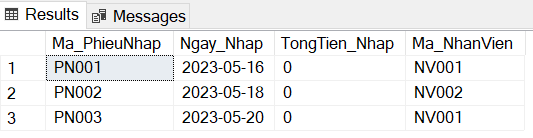 Results Messages
Ma_PhieuNhap Ngay_Nhap TongTien_Nhap Ma_NhanVien
1 PN001 2023-05-16 0 NV001
2 PN002 2023-05-18 0 NV002
3 PN003 2023-05-20 0 NV001